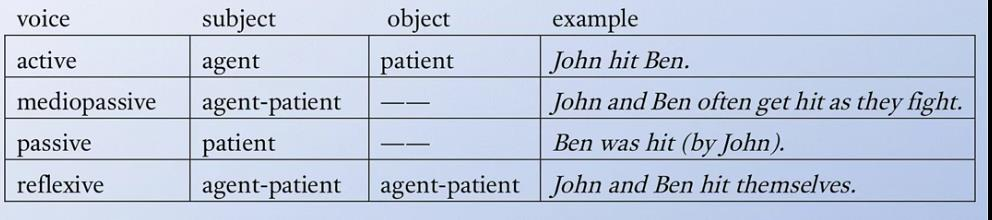 voice subject object example
active agent patient John hit Ben.
mediopassive agent-patient —— John and Ben often get hit as they fight.
passive patient —— Ben was hit (by John).
reflexive agent-patient agent-patient John and Ben hit themselves.